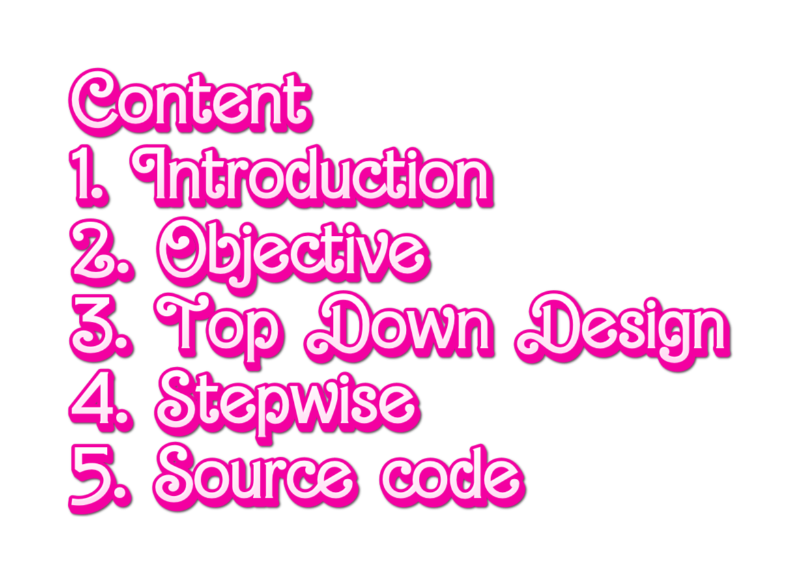 Content
1. Introduction
2. Objective
3. Top Down Design
4. Stepwise
5. Source code